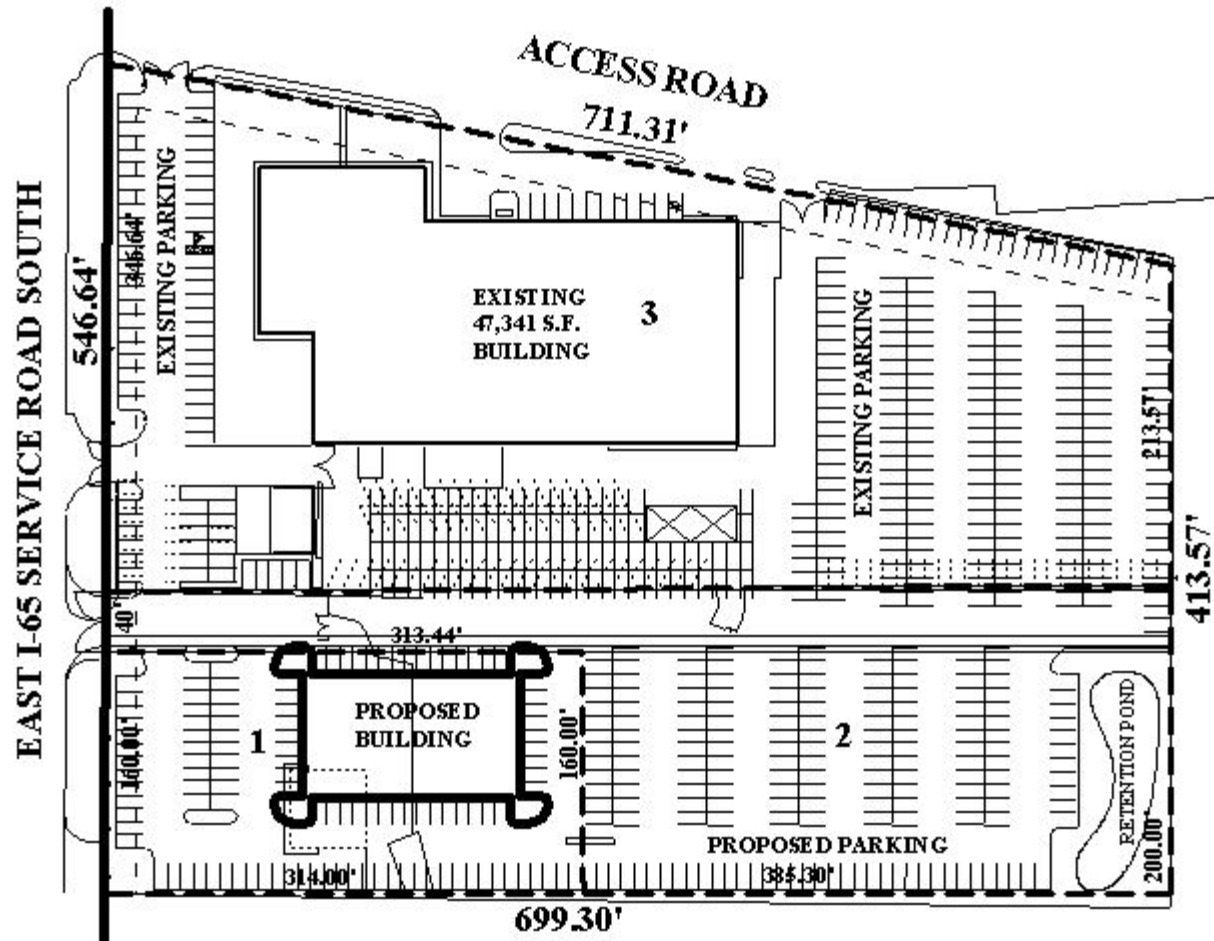 ACCESS ROAD
711.31'
EAST I-65 SERVICE ROAD SOUTH
546.64'
345.64'
EXISTING PARKING
EXISTING
47,341 S.F.
BUILDING
3
EXISTING PARKING
213.57'
413.57'
40'
313.44'
160.00'
1
PROPOSED
BUILDING
160.00'
2
RETENTION POND
200.00'
PROPOSED PARKING
314.00'
385.30'
699.30'